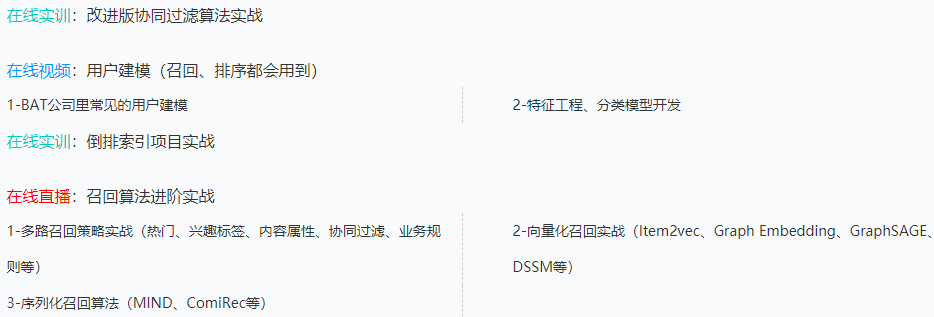 在线实训：改进版协同过滤算法实战
在线视频：用户建模（召回、排序都会用到）
1-BAT公司里常见的用户建模
2-特征工程、分类模型开发
在线实训：倒排索引项目实战
在线直播：召回算法进阶实战
1-多路召回策略实战（热门、兴趣标签、内容属性、协同过滤、业务规
则等）
2-向量化召回实战（Item2vec、Graph Embedding、GraphSAGE、
DSSM等）
3-序列化召回算法（MIND、ComiRec等）